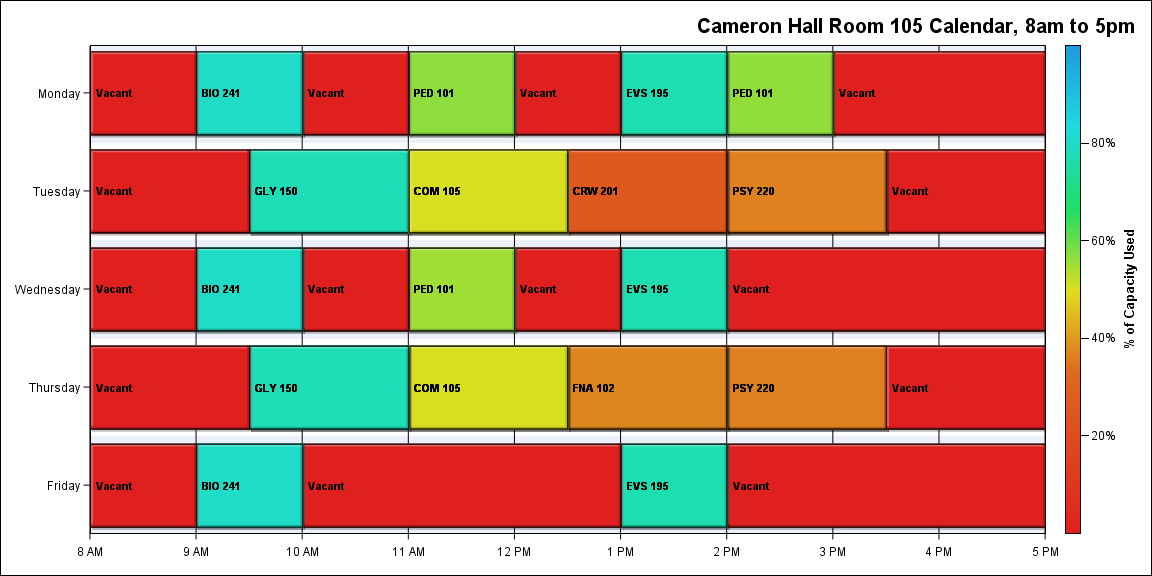 Cameron Hall Room 105 Calendar, 8am to 5pm
Monday
Vacant
BIO 241
Vacant
PED 101
Vacant
EVS 195
PED 101
Vacant
Tuesday
Vacant
GLY 150
COM 105
CRW 201
PSY 220
Vacant
Wednesday
Vacant
BIO 241
Vacant
PED 101
Vacant
EVS 195
Vacant
Thursday
Vacant
GLY 150
COM 105
FNA 102
PSY 220
Vacant
Friday
Vacant
BIO 241
Vacant
EVS 195
Vacant
8 AM
9 AM
10 AM
11 AM
12 PM
1 PM
2 PM
3 PM
4 PM
5 PM
80%
60%
40%
20%
% of Capacity Used